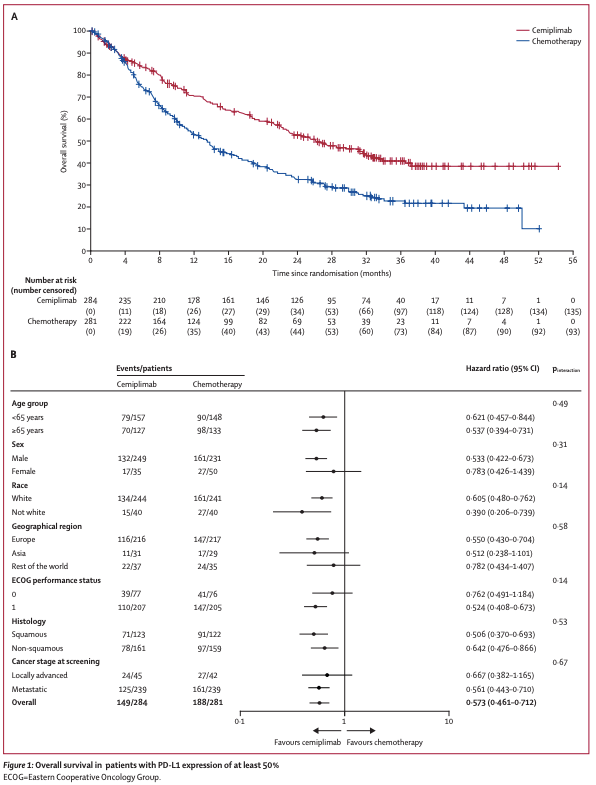 A
Cemiplimab
Chemotherapy
100
90
80
70
60
50
40
30
20
10
0
Overall survival (%)
0 4 8 12 16 20 24 28 32 36 40 44 48 52 56
Time since randomisation (months)
Number at risk
(number censored)
Cemiplimab 284 235 210 178 161 146 126 95 74 40 17 11 7 1 0
(0) (11) (18) (26) (27) (29) (34) (53) (66) (97) (118) (124) (128) (134) (135)
Chemotherapy 281 222 164 124 99 82 69 53 39 23 11 7 4 1 0
(0) (19) (26) (35) (40) (43) (44) (53) (60) (73) (84) (87) (90) (92) (93)
B
Events/patients Hazard ratio (95% CI) Pinteraction
Cemiplimab Chemotherapy
Age group 0·49
<65 years 79/157 90/148 0·621 (0·457–0·844)
≥65 years 70/127 98/133 0·537 (0·394–0·731)
Sex 0·31
Male 132/249 161/231 0·533 (0·422–0·673)
Female 17/35 27/50 0·783 (0·426–1·439)
Race 0·14
White 134/244 161/241 0·605 (0·480–0·762)
Not white 15/40 27/40 0·390 (0·206–0·739)
Geographical region 0·58
Europe 116/216 147/217 0·550 (0·430–0·704)
Asia 11/31 17/29 0·512 (0·238–1·101)
Rest of the world 22/37 24/35 0·782 (0·434–1·407)
ECOG performance status 0·14
0 39/77 41/76 0·762 (0·491–1·184)
1 110/207 147/205 0·524 (0·408–0·673)
Histology 0·53
Squamous 71/123 91/122 0·506 (0·370–0·693)
Non-squamous 78/161 97/159 0·642 (0·476–0·866)
Cancer stage at screening 0·67
Locally advanced 24/45 27/42 0·667 (0·382–1·165)
Metastatic 125/239 161/239 0·561 (0·443–0·710)
Overall 149/284 188/281 0·573 (0·461–0·712)
0·1 1 10
Favours cemiplimab Favours chemotherapy
Figure 1: Overall survival in patients with PD-L1 expression of at least 50%
ECOG=Eastern Cooperative Oncology Group.